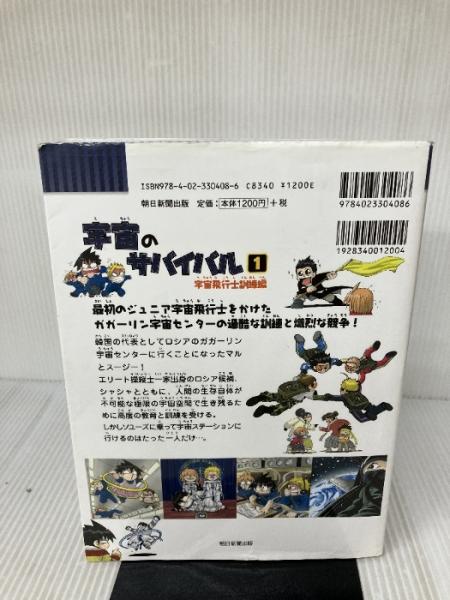 ISBN978-4-02-330408-6 C8340 ¥1200E
朝日新聞出版 定価:本体1200円+税
9784023304086
1928340012004
宇宙の
サバイバル 1
宇宙飛行士訓練編
最初のジュニア宇宙飛行士をかけた
ガガーリン宇宙センターの過酷な訓練と熾烈な競争!
韓国の代表としてロシアのガガーリン
宇宙センターに行くことになったマル
とスージー!
エリート操縦士一家出身のロシア候補、
シャシャとともに、人間の生存自体が
不可能な極限の宇宙空間で生き残るた
めに高度の教育と訓練を受ける。
しかしソユーズに乗って宇宙ステーションに
行けるのはたった一人だけ…。
朝日新聞出版